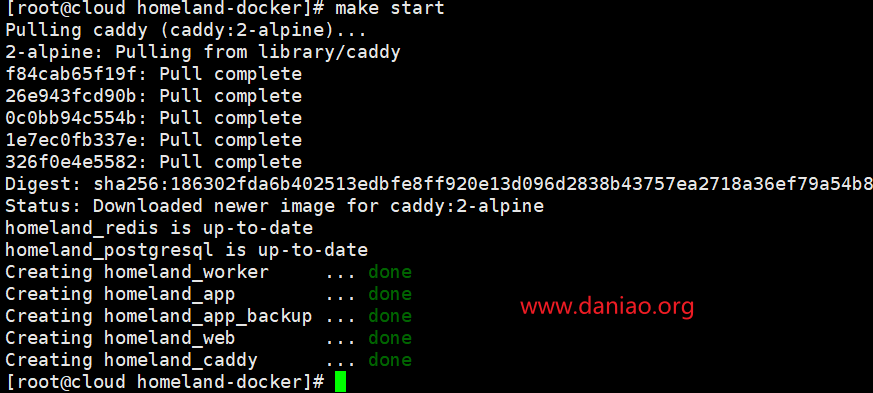 [root@cloud homeland-docker]# make start
Pulling caddy (caddy:2-alpine)...
2-alpine: Pulling from library/caddy
f84cab65f19f: Pull complete
26e943fcd90b: Pull complete
0c0bb94c554b: Pull complete
1e7ec0fb337e: Pull complete
326f0e4e5582: Pull complete
Digest: sha256:186302fda6b402513edbfe8ff920e13d096d2838b43757ea2718a36ef79a54b8
Status: Downloaded newer image for caddy:2-alpine
homeland_redis is up-to-date
homeland_postgresql is up-to-date
Creating homeland_worker     ... done
Creating homeland_app        ... done
Creating homeland_app_backup ... done
www.daniao.org
Creating homeland_web        ... done
Creating homeland_caddy      ... done
[root@cloud homeland-docker]#